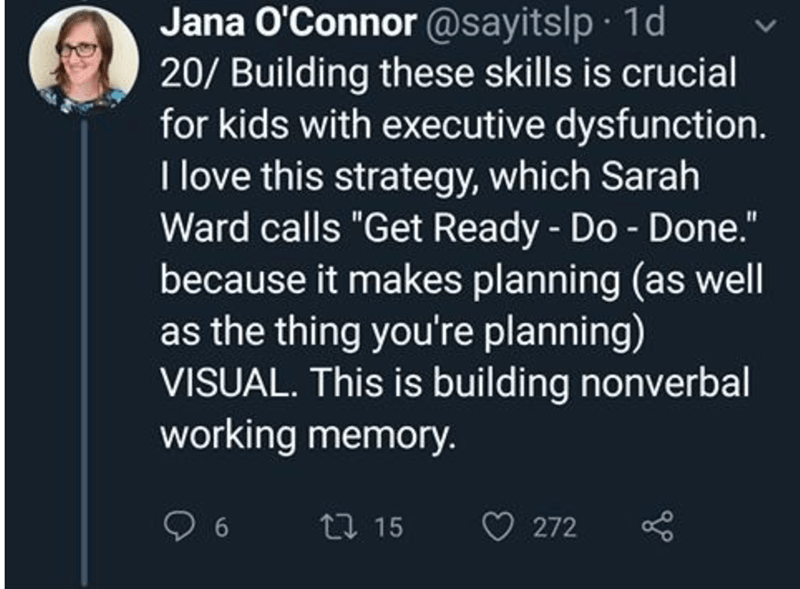 Jana O'Connor @sayitslp · 1d
20/ Building these skills is crucial
for kids with executive dysfunction.
I love this strategy, which Sarah
Ward calls "Get Ready - Do - Done."
because it makes planning (as well
as the thing you're planning)
VISUAL. This is building nonverbal
working memory.
6 15 272